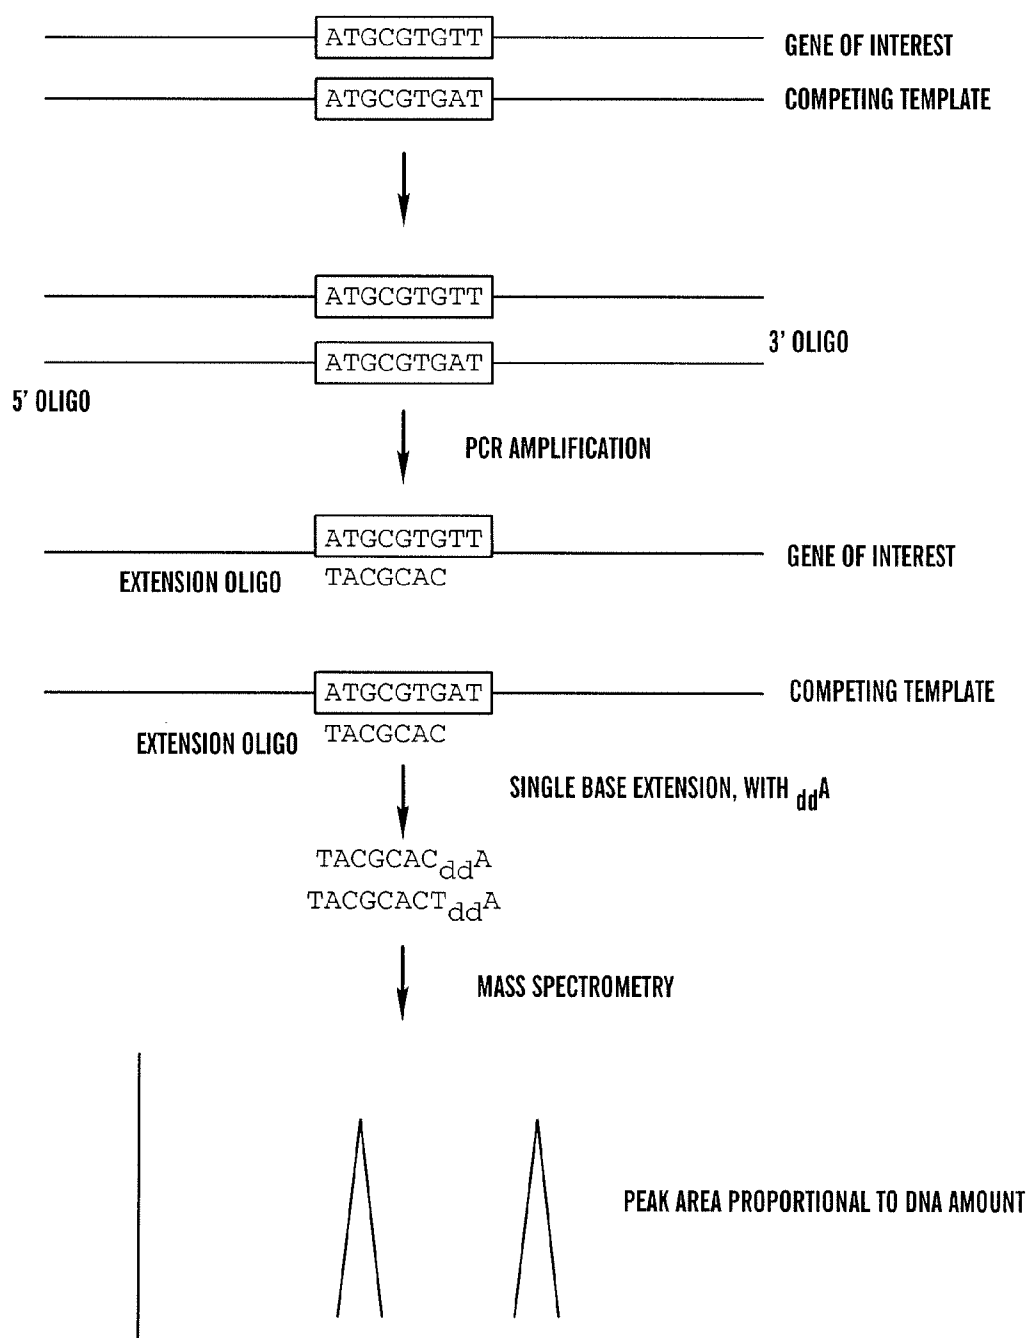 ATGCGTGTT
GENE OF INTEREST
ATGCGTGAT
COMPETING TEMPLATE
ATGCGTGTT
3' OLIGO
ATGCGTGAT
5' OLIGO
PCR AMPLIFICATION
ATGCGTGTT
GENE OF INTEREST
EXTENSION OLIGO
TACGCAC
ATGCGTGAT
COMPETING TEMPLATE
EXTENSION OLIGO
TACGCAC
SINGLE BASE EXTENSION, WITH ddA
TACGCACddA
TACGCACTddA
MASS SPECTROMETRY
PEAK AREA PROPORTIONAL TO DNA AMOUNT